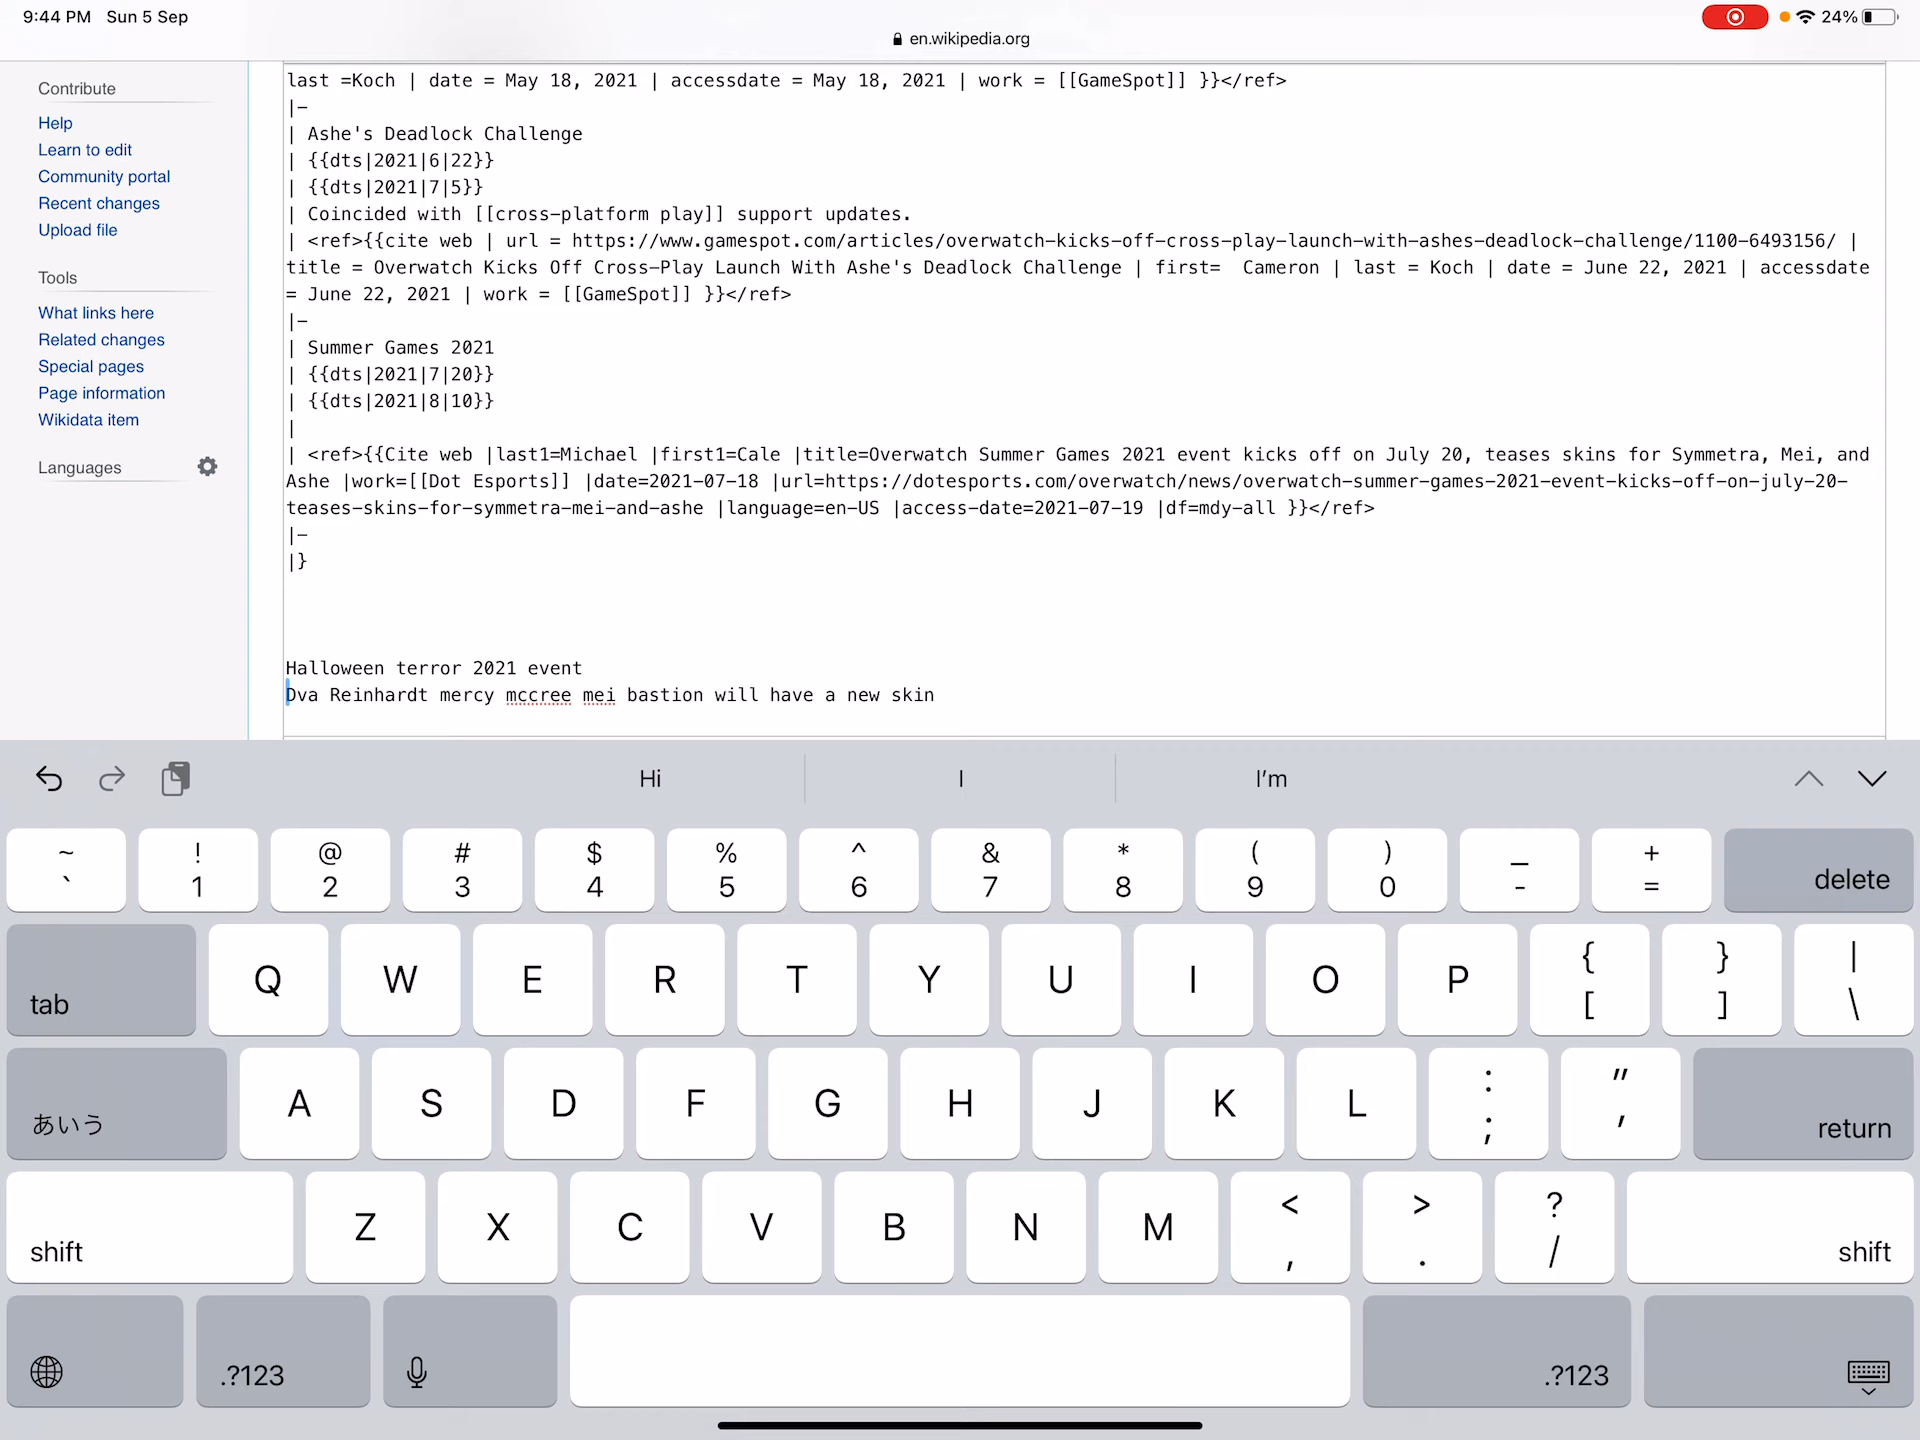 9:44 PM Sun 5 Sep
24%
en.wikipedia.org
Contribute
Help
Learn to edit
Community portal
Recent changes
Upload file
Tools
What links here
Related changes
Special pages
Page information
Wikidata item
Languages
last =Koch | date = May 18, 2021 | accessdate = May 18, 2021 | work = [[GameSpot]] }}</ref>
|-
| Ashe's Deadlock Challenge
| {{dts|2021|6|22}}
| {{dts|2021|7|5}}
| Coincided with [[cross-platform play]] support updates.
| <ref>{{cite web | url = https://www.gamespot.com/articles/overwatch-kicks-off-cross-play-launch-with-ashes-deadlock-challenge/1100-6493156/ |
title = Overwatch Kicks Off Cross-Play Launch With Ashe's Deadlock Challenge | first=  Cameron | last = Koch | date = June 22, 2021 | accessdate
= June 22, 2021 | work = [[GameSpot]] }}</ref>
|-
| Summer Games 2021
| {{dts|2021|7|20}}
| {{dts|2021|8|10}}
|
| <ref>{{Cite web |last1=Michael |first1=Cale |title=Overwatch Summer Games 2021 event kicks off on July 20, teases skins for Symmetra, Mei, and
Ashe |work=[[Dot Esports]] |date=2021-07-18 |url=https://dotesports.com/overwatch/news/overwatch-summer-games-2021-event-kicks-off-on-july-20-
teases-skins-for-symmetra-mei-and-ashe |language=en-US |access-date=2021-07-19 |df=mdy-all }}</ref>
|-
|}
Halloween terror 2021 event
Dva Reinhardt mercy mccree mei bastion will have a new skin
Hi I I'm
~ ! @ # $ % ^ & * ( ) _ +
` 1 2 3 4 5 6 7 8 9 0 - = delete
tab Q W E R T Y U I O P { [ } ] | \
あいう A S D F G H J K L : ; " ' return
shift Z X C V B N M < , > . ? / shift
.?123 .?123